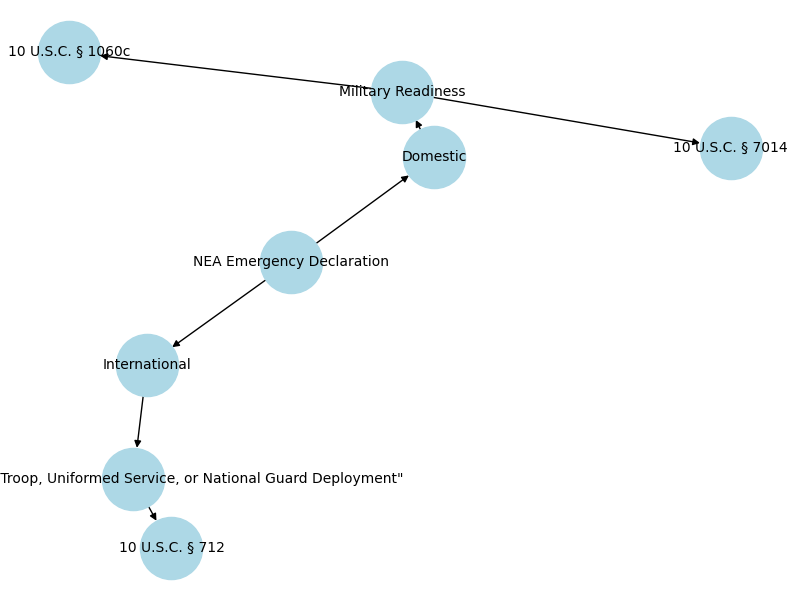 10 U.S.C. § 1060c
Military Readiness
10 U.S.C. § 7014
Domestic
NEA Emergency Declaration
International
Troop, Uniformed Service, or National Guard Deployment"
10 U.S.C. § 712